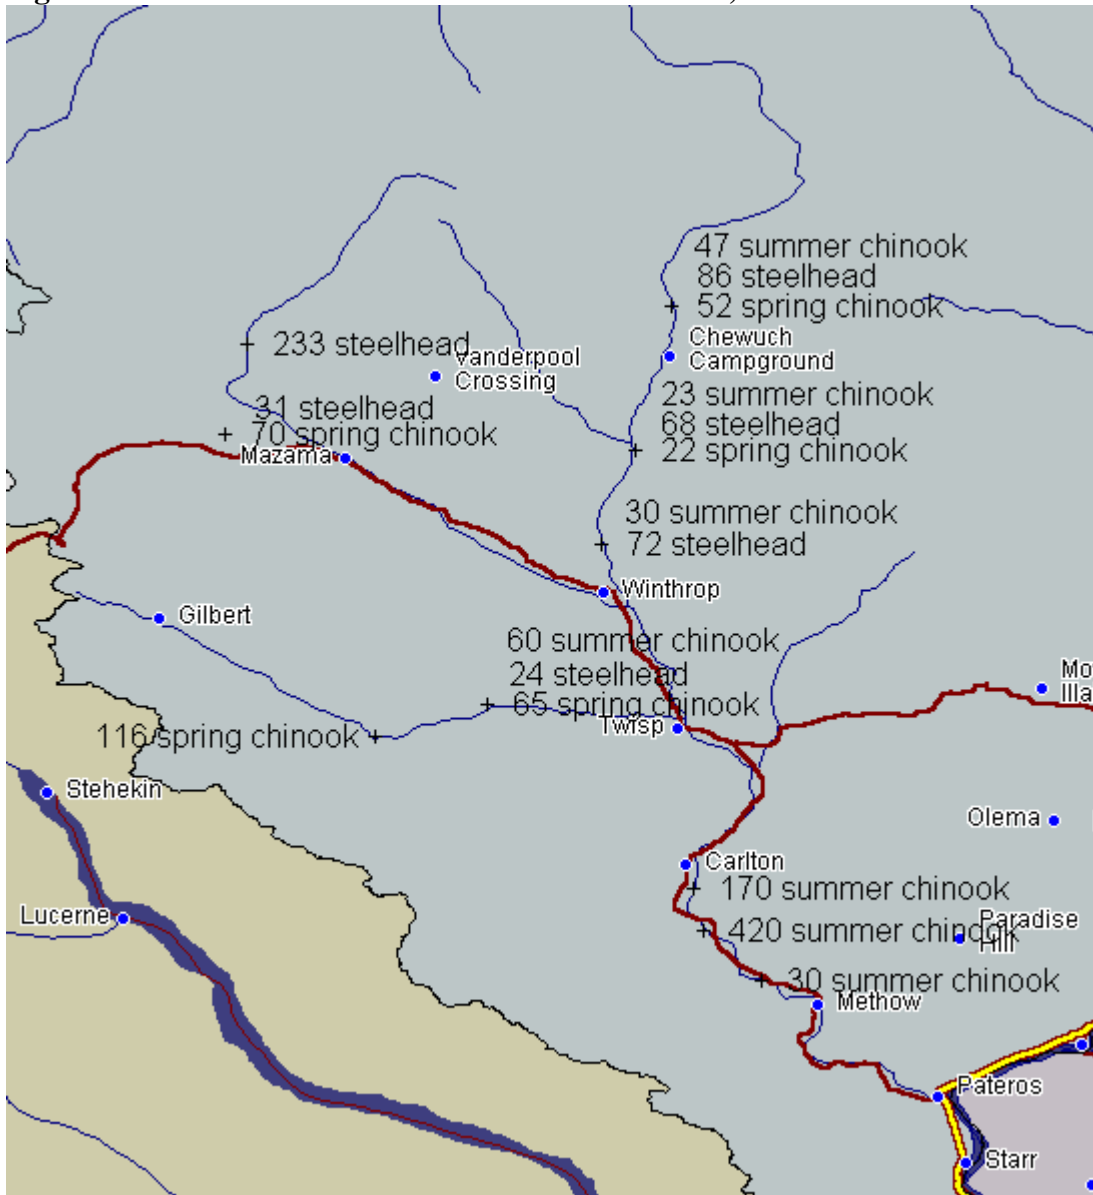 47 summer chinook
86 steelhead
52 spring chinook
233 steelhead
Vanderpool
Crossing
Chewuch
Campground
31 steelhead
70 spring chinook
Mazama
23 summer chinook
68 steelhead
22 spring chinook
30 summer chinook
72 steelhead
Winthrop
Gilbert
60 summer chinook
24 steelhead
65 spring chinook
Twisp
116 spring chinook
Stehekin
Olema
Carlton
170 summer chinook
Lucerne
420 summer chinook
Paradise
Hill
30 summer chinook
Methow
Pateros
Starr